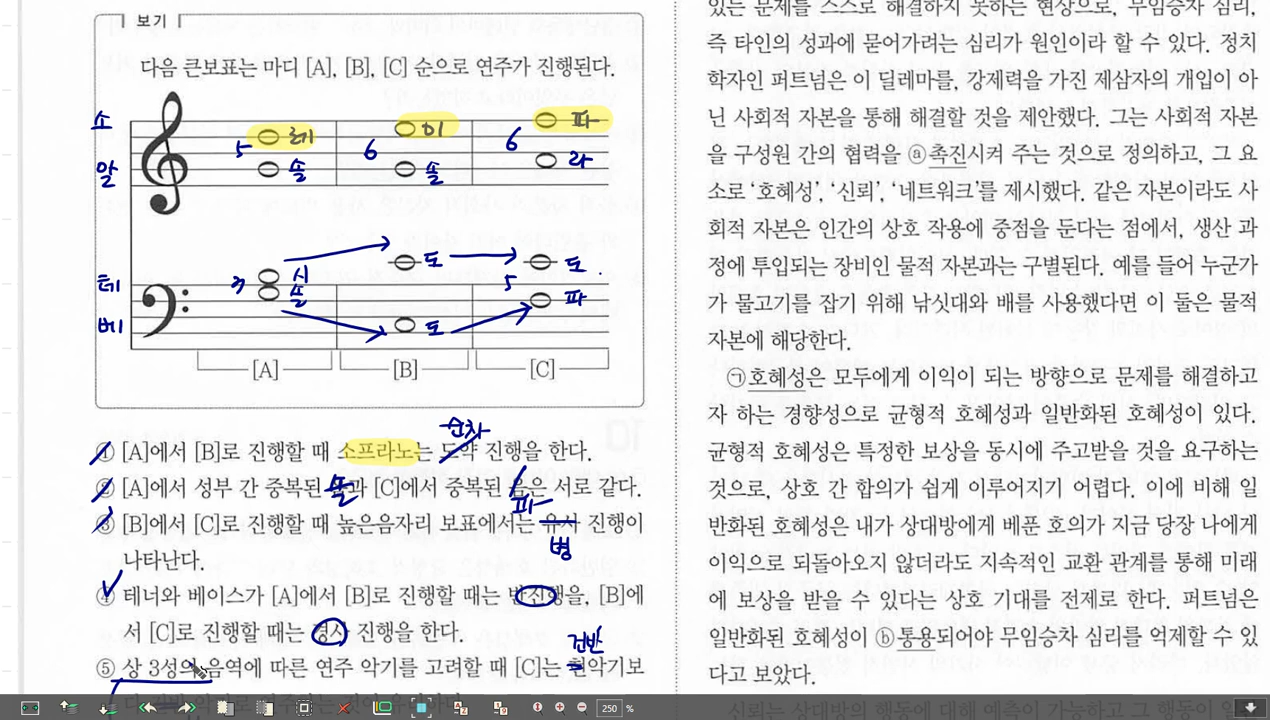 보기
다음 큰보표는 마디 [A], [B], [C] 순으로 연주가 진행된다.
소
알
테
베
5
레
솔
6
미
솔
6
파
라
3
시
솔
도
도
도
5
파
[A]
[B]
[C]
순차
① [A]에서 [B]로 진행할 때 소프라노는 도약 진행을 한다.
② [A]에서 성부 간 중복된 음과 [C]에서 중복된 음은 서로 같다.
솔
파
③ [B]에서 [C]로 진행할 때 높은음자리 보표에서는 유사 진행이
병
나타난다.
④ 테너와 베이스가 [A]에서 [B]로 진행할 때는 반진행을, [B]에
서 [C]로 진행할 때는 경사 진행을 한다.
건반
⑤ 상 3성의 음역에 따른 연주 악기를 고려할 때 [C]는 현악기보
있는 문제를 스스로 해결하지 못하는 현상으로, 무임승차 심리,
즉 타인의 성과에 묻어가려는 심리가 원인이라 할 수 있다. 정치
학자인 퍼트넘은 이 딜레마를, 강제력을 가진 제삼자의 개입이 아
닌 사회적 자본을 통해 해결할 것을 제안했다. 그는 사회적 자본
을 구성원 간의 협력을 ⓐ촉진시켜 주는 것으로 정의하고, 그 요
소로 ‘호혜성’, ‘신뢰’, ‘네트워크’를 제시했다. 같은 자본이라도 사
회적 자본은 인간의 상호 작용에 중점을 둔다는 점에서, 생산 과
정에 투입되는 장비인 물적 자본과는 구별된다. 예를 들어 누군가
가 물고기를 잡기 위해 낚싯대와 배를 사용했다면 이 둘은 물적
자본에 해당한다.
㉠호혜성은 모두에게 이익이 되는 방향으로 문제를 해결하고
자 하는 경향성으로 균형적 호혜성과 일반화된 호혜성이 있다.
균형적 호혜성은 특정한 보상을 동시에 주고받을 것을 요구하는
것으로, 상호 간 합의가 쉽게 이루어지기 어렵다. 이에 비해 일
반화된 호혜성은 내가 상대방에게 베푼 호의가 지금 당장 나에게
이익으로 되돌아오지 않더라도 지속적인 교환 관계를 통해 미래
에 보상을 받을 수 있다는 상호 기대를 전제로 한다. 퍼트넘은
일반화된 호혜성이 ⓑ통용되어야 무임승차 심리를 억제할 수 있
다고 보았다.
신뢰는 상대방의 행동에 대해 예측이 가능하고 그 행동이 일
250 %